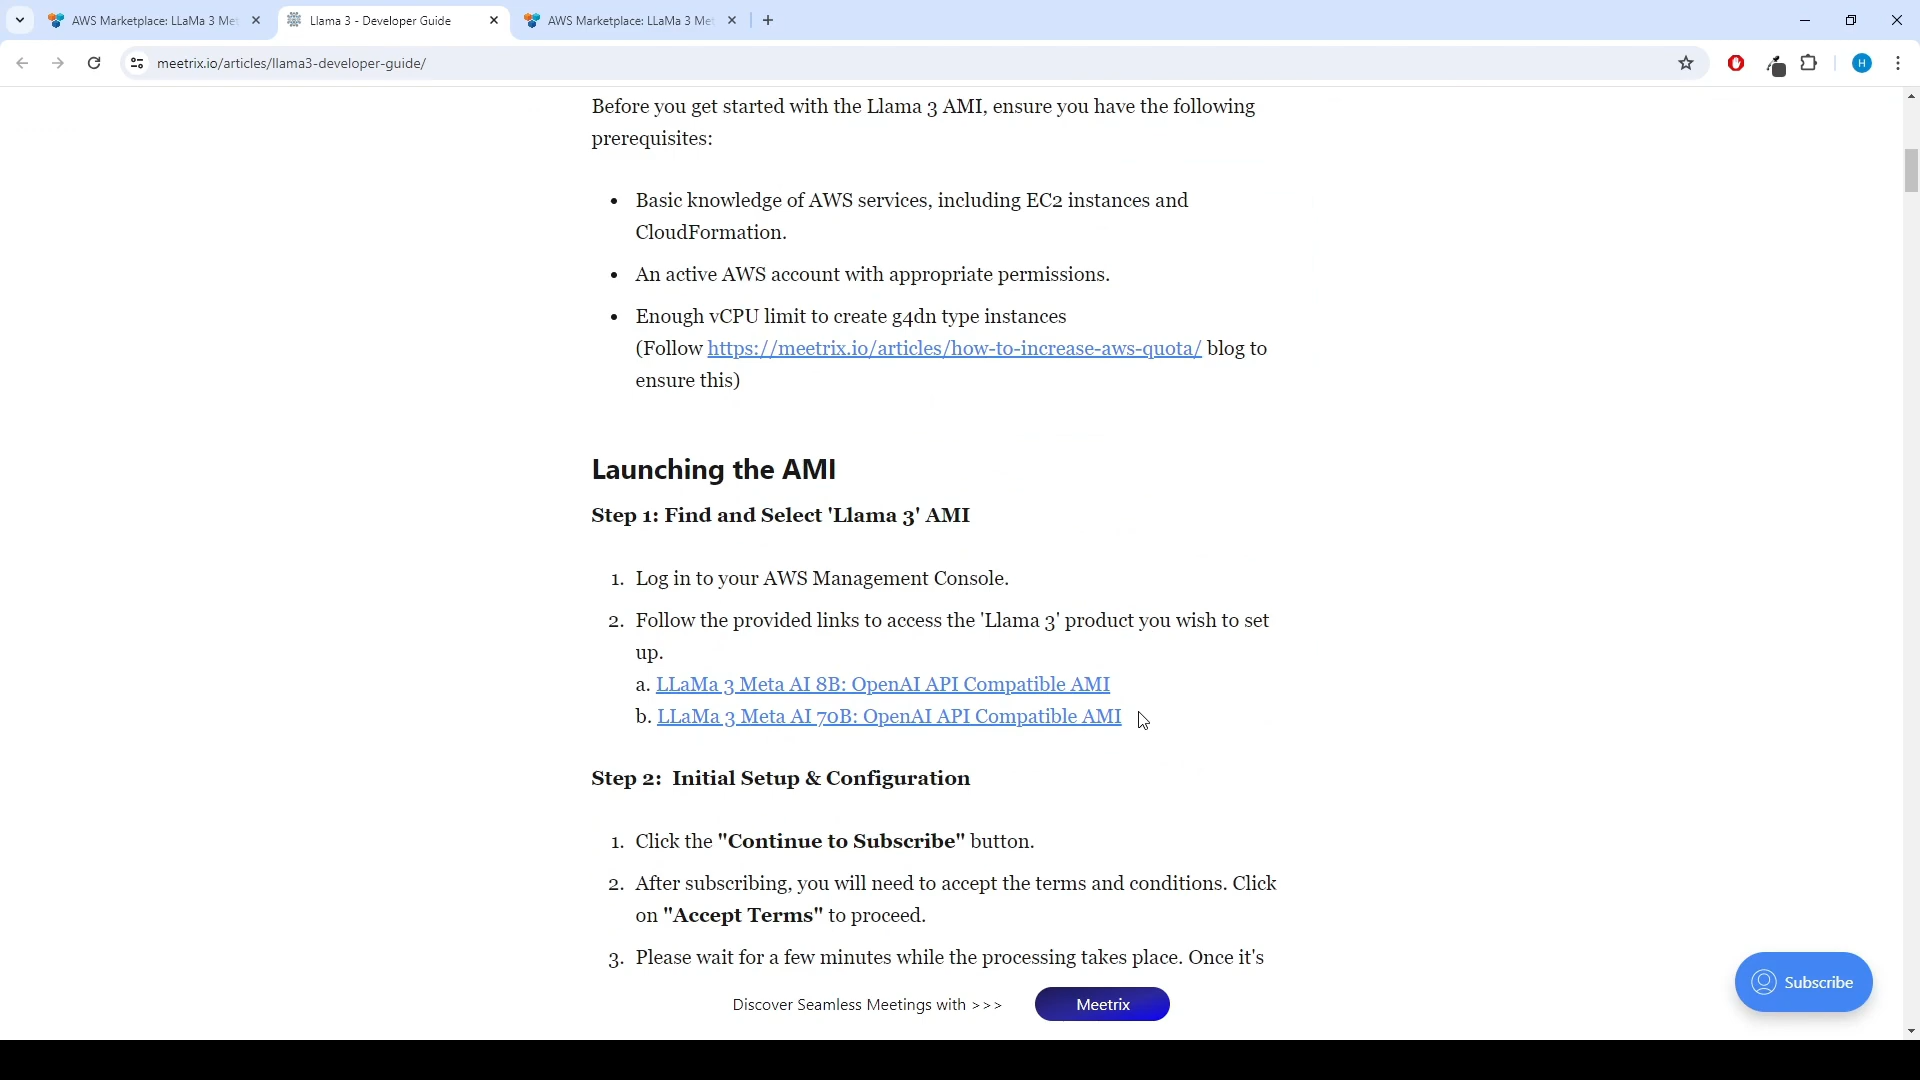 AWS Marketplace: LLaMa 3 Me
Llama 3 - Developer Guide
AWS Marketplace: LLaMa 3 Me
meetrix.io/articles/llama3-developer-guide/
H
Before you get started with the Llama 3 AMI, ensure you have the following
prerequisites:
• Basic knowledge of AWS services, including EC2 instances and
CloudFormation.
• An active AWS account with appropriate permissions.
• Enough vCPU limit to create g4dn type instances
(Follow https://meetrix.io/articles/how-to-increase-aws-quota/ blog to
ensure this)
Launching the AMI
Step 1: Find and Select 'Llama 3' AMI
1. Log in to your AWS Management Console.
2. Follow the provided links to access the 'Llama 3' product you wish to set
up.
a. LLaMa 3 Meta AI 8B: OpenAI API Compatible AMI
b. LLaMa 3 Meta AI 70B: OpenAI API Compatible AMI
Step 2: Initial Setup & Configuration
1. Click the "Continue to Subscribe" button.
2. After subscribing, you will need to accept the terms and conditions. Click
on "Accept Terms" to proceed.
3. Please wait for a few minutes while the processing takes place. Once it's
Subscribe
Discover Seamless Meetings with >>>
Meetrix